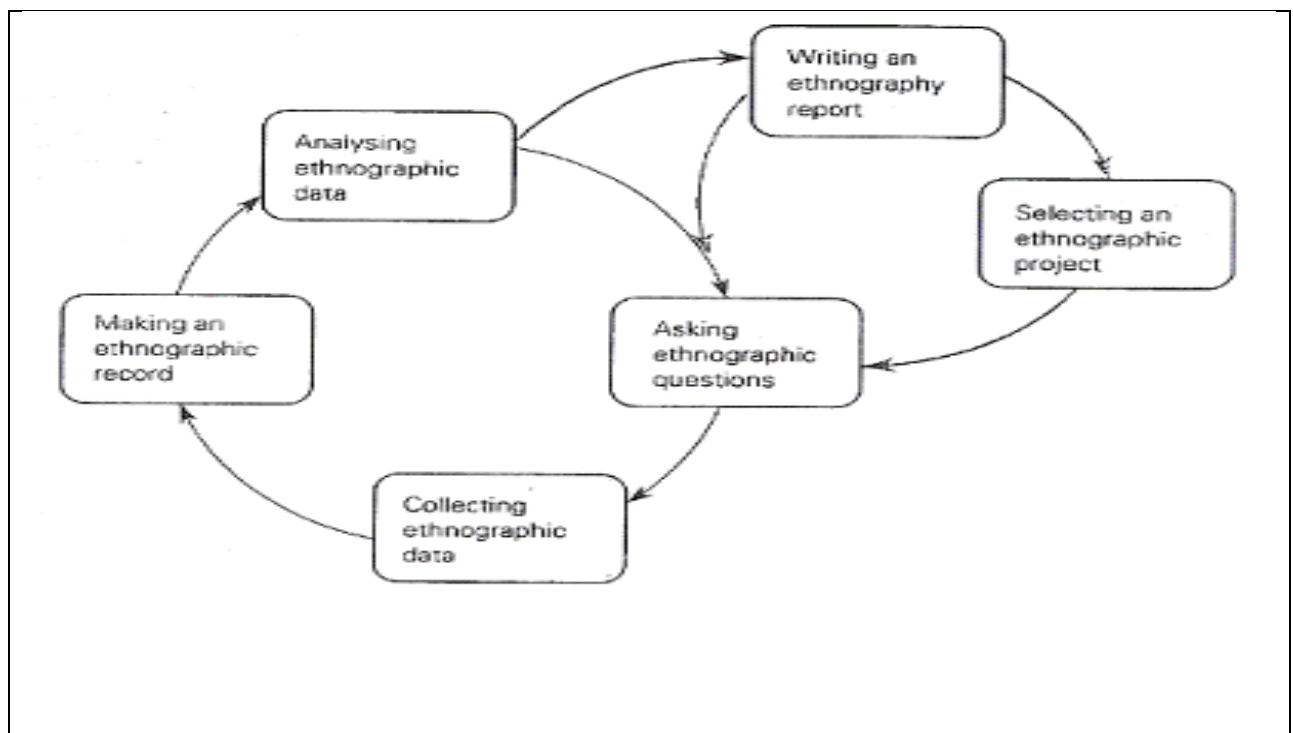 Writing an
ethnography
report
Analysing
ethnographic
data
Selecting an
ethnographic
project
Making an
ethnographic
record
Asking
ethnographic
questions
Collecting
ethnographic
data